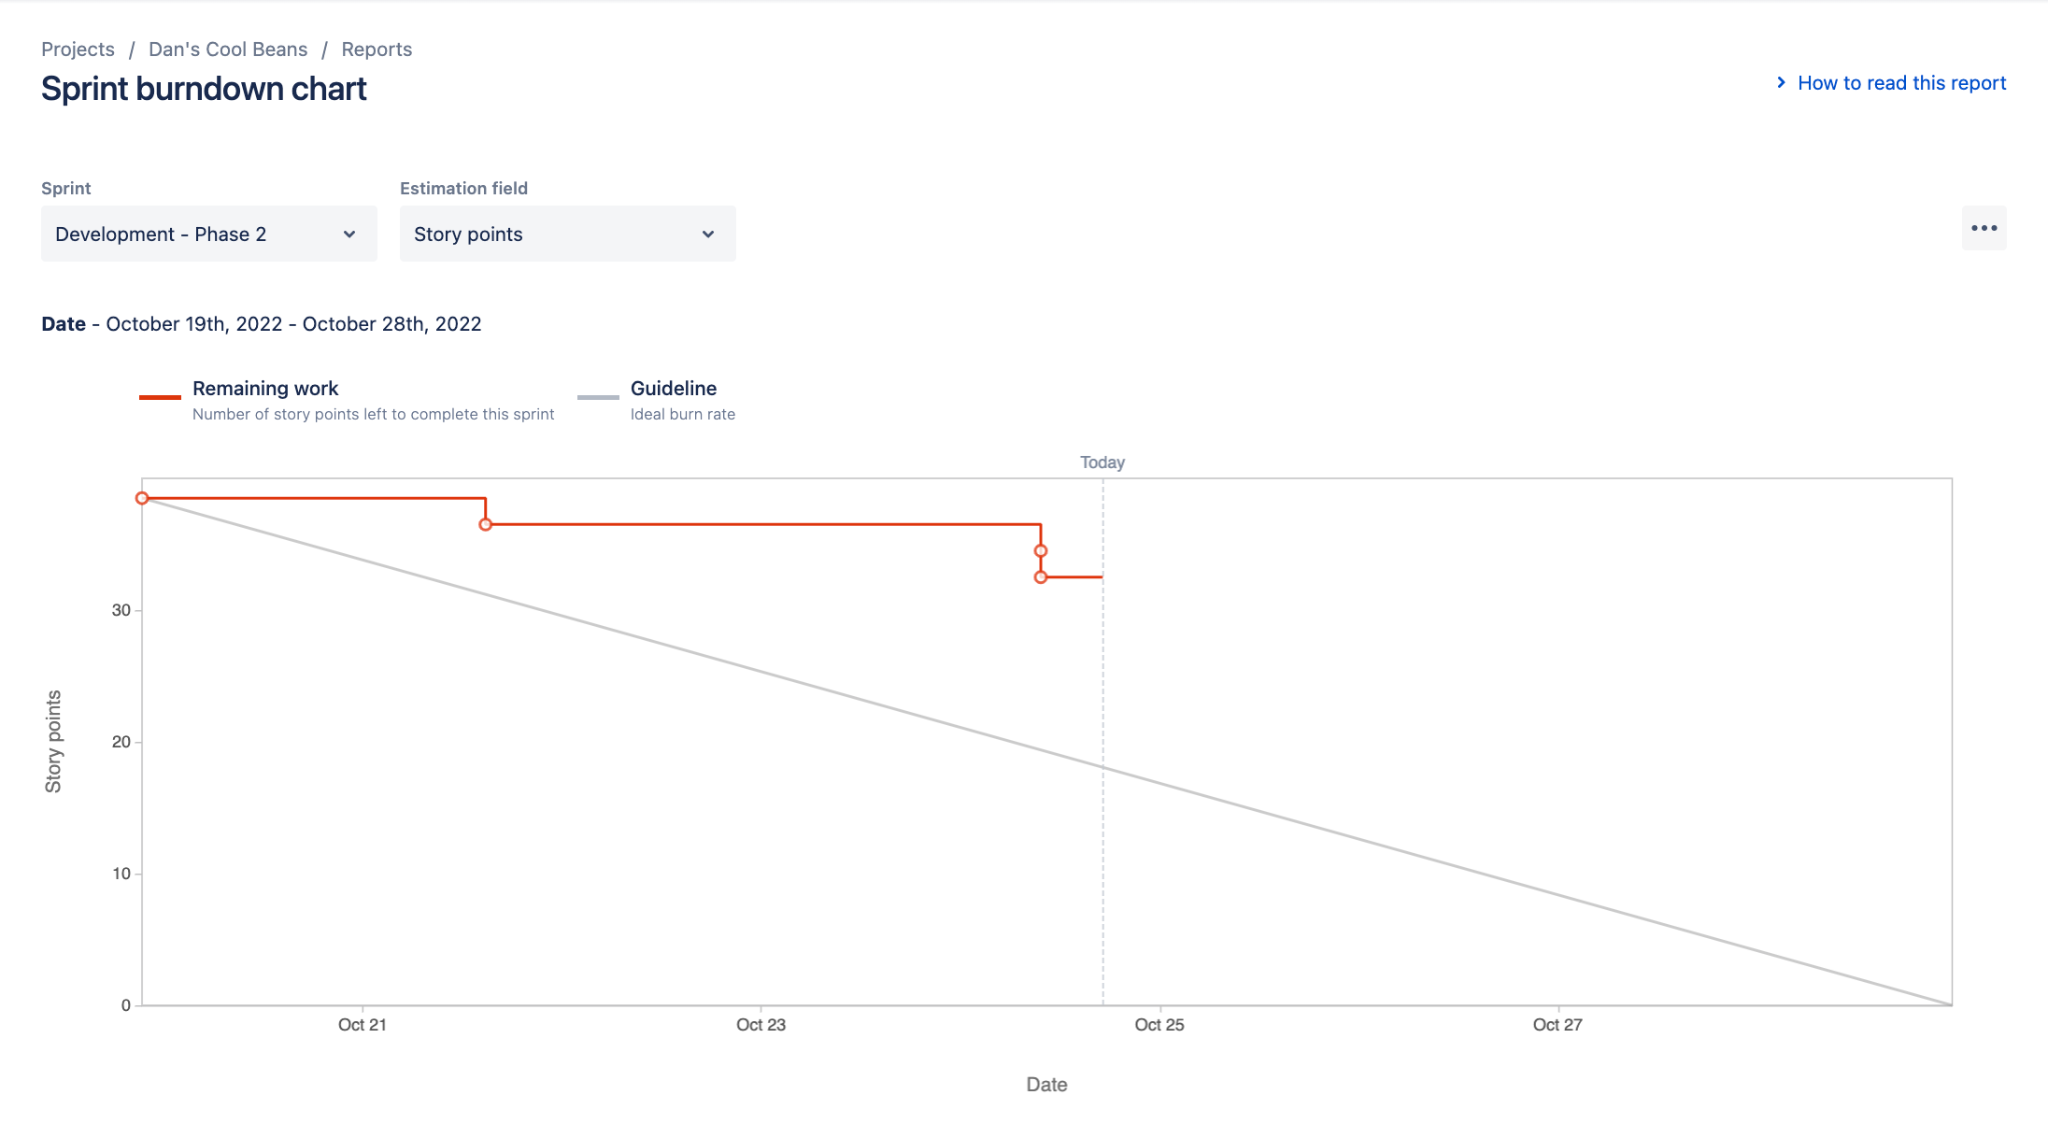 Projects / Dan's Cool Beans / Reports
Sprint burndown chart
How to read this report
Sprint
Estimation field
Development - Phase 2
Story points
Date - October 19th, 2022 - October 28th, 2022
Remaining work
Number of story points left to complete this sprint
Guideline
Ideal burn rate
Today
30
20
10
0
Story points
Oct 21
Oct 23
Oct 25
Oct 27
Date